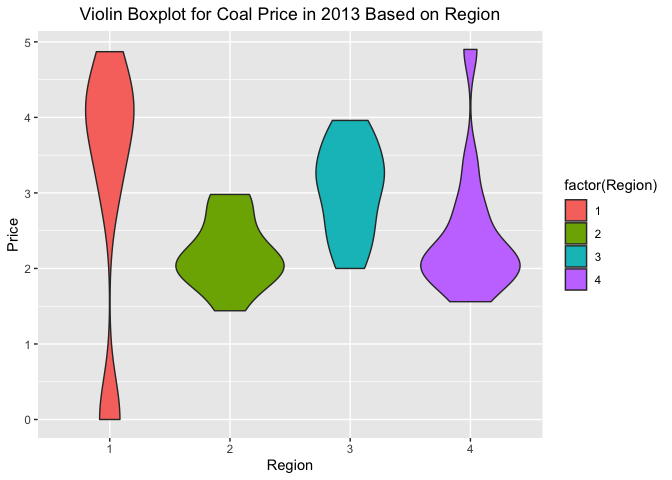 Violin Boxplot for Coal Price in 2013 Based on Region
5
4
3
2
1
0
Price
1 2 3 4
Region
factor(Region)
1
2
3
4